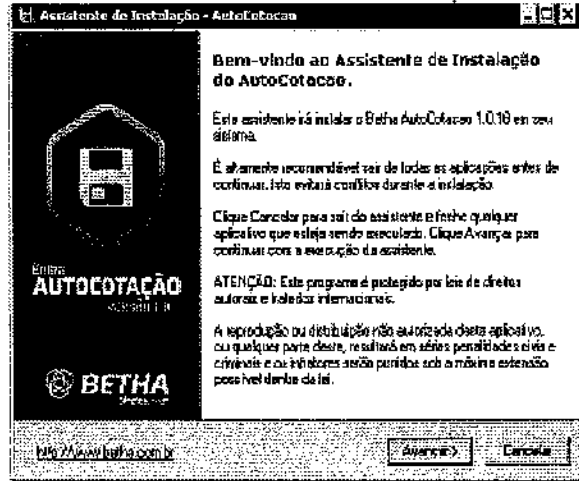 Assistente de Instalação - AutoCotacao
Bem-vindo ao Assistente de Instalação
do AutoCotacao.
Este assistente irá instalar o Betha AutoCotacao 1.0.16 em seu
sistema.
É altamente recomendável sair de todas as aplicações antes de
continuar. Isto evitará conflitos durante a instalação.
Clique Cancelar para sair do assistente e feche qualquer
aplicativo que esteja sendo executado. Clique Avançar para
continuar com a execução do assistente.
ATENÇÃO: Este programa é protegido por leis de direitos
autorais e tratados internacionais.
A reprodução ou distribuição não autorizada deste aplicativo,
ou qualquer parte deste, resultará em sérias penalidades civis e
criminais e os infratores serão punidos sob a máxima extensão
possível dentro da lei.
AUTOCOTAÇÃO
BETHA
http://www.betha.com.br
Avançar >
Cancelar